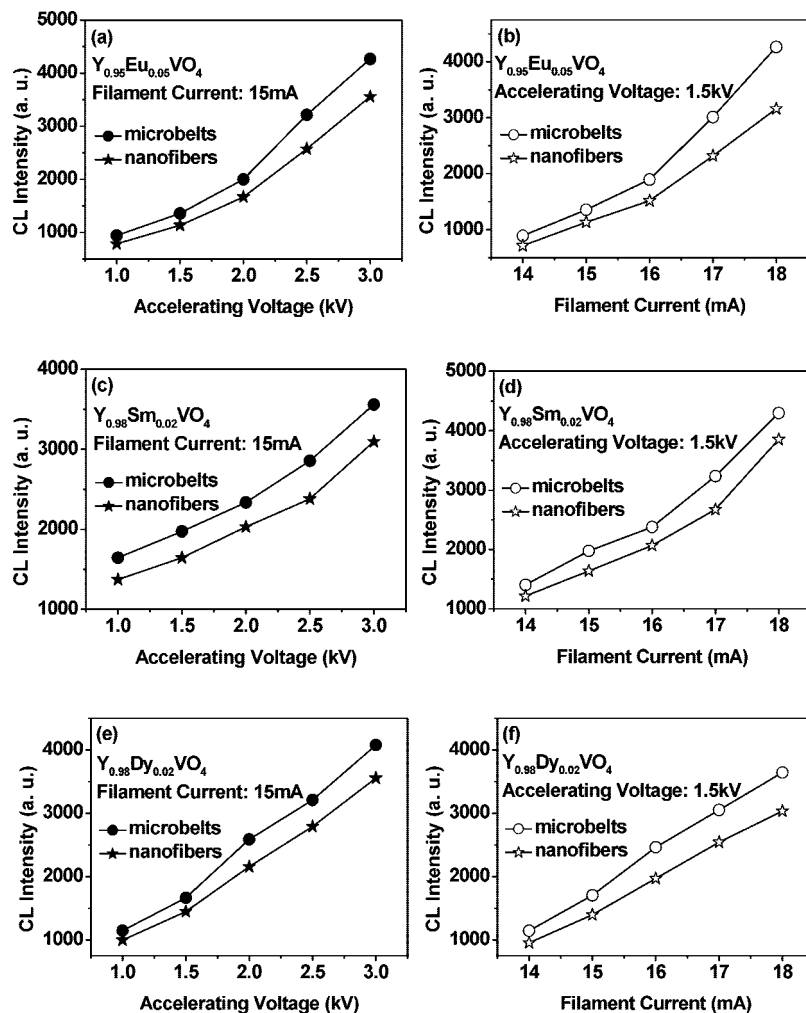 (a)
Y0.95Eu0.05VO4
Filament Current: 15mA
microbelts
nanofibers
5000
4000
3000
2000
1000
CL Intensity (a. u.)
1.0 1.5 2.0 2.5 3.0
Accelerating Voltage (kV)
(b)
Y0.95Eu0.05VO4
Accelerating Voltage: 1.5kV
microbelts
nanofibers
4000
3000
2000
1000
CL Intensity (a. u.)
14 15 16 17 18
Filament Current (mA)
(c)
Y0.98Sm0.02VO4
Filament Current: 15mA
microbelts
nanofibers
4000
3000
2000
1000
CL Intensity (a. u.)
1.0 1.5 2.0 2.5 3.0
Accelerating Voltage (kV)
(d)
Y0.98Sm0.02VO4
Accelerating Voltage: 1.5kV
microbelts
nanofibers
5000
4000
3000
2000
1000
CL Intensity (a. u.)
14 15 16 17 18
Filament Current (mA)
(e)
Y0.98Dy0.02VO4
Filament Current: 15mA
microbelts
nanofibers
4000
3000
2000
1000
CL Intensity (a. u.)
1.0 1.5 2.0 2.5 3.0
Accelerating Voltage (kV)
(f)
Y0.98Dy0.02VO4
Accelerating Voltage: 1.5kV
microbelts
nanofibers
4000
3000
2000
1000
CL Intensity (a. u.)
14 15 16 17 18
Filament Current (mA)